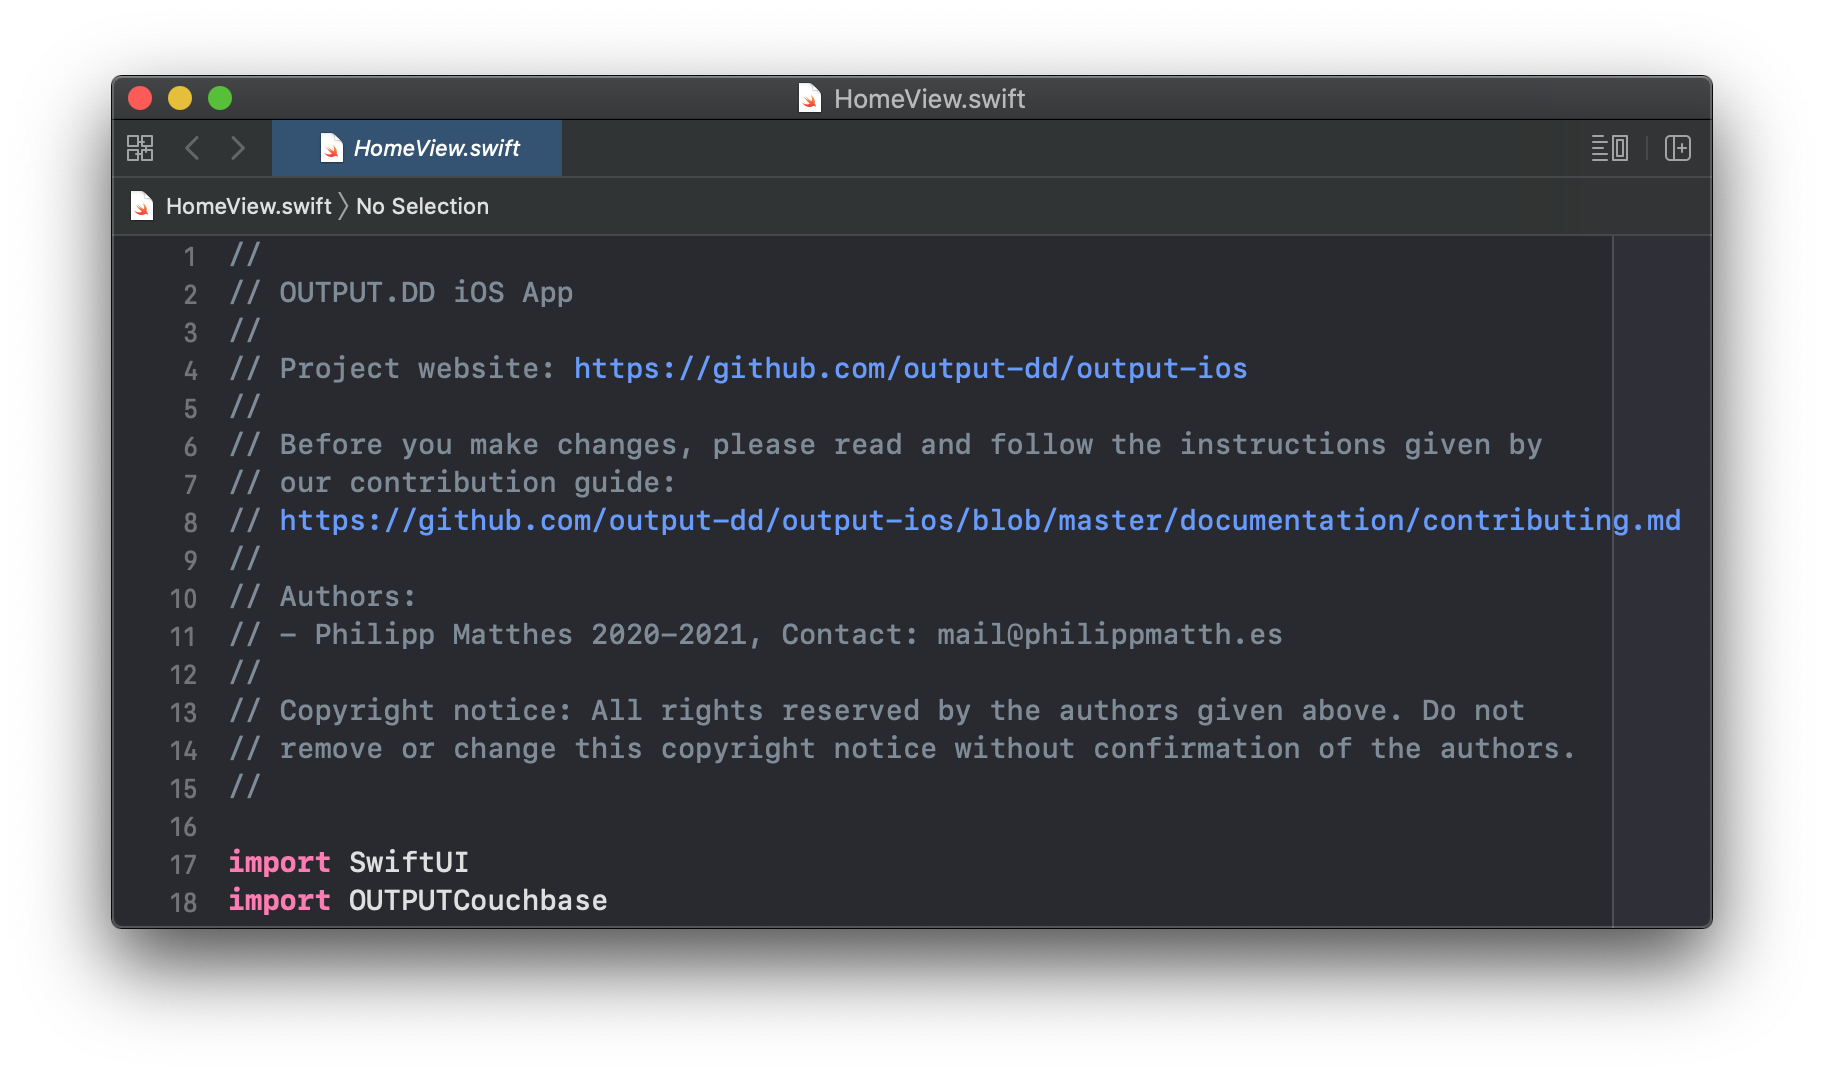 HomeView.swift
HomeView.swift
HomeView.swift 〉 No Selection
1 //
2 // OUTPUT.DD iOS App
3 //
4 // Project website: https://github.com/output-dd/output-ios
5 //
6 // Before you make changes, please read and follow the instructions given by
7 // our contribution guide:
8 // https://github.com/output-dd/output-ios/blob/master/documentation/contributing.md
9 //
10 // Authors:
11 // - Philipp Matthes 2020-2021, Contact: mail@philippmatth.es
12 //
13 // Copyright notice: All rights reserved by the authors given above. Do not
14 // remove or change this copyright notice without confirmation of the authors.
15 //
16
17 import SwiftUI
18 import OUTPUTCouchbase